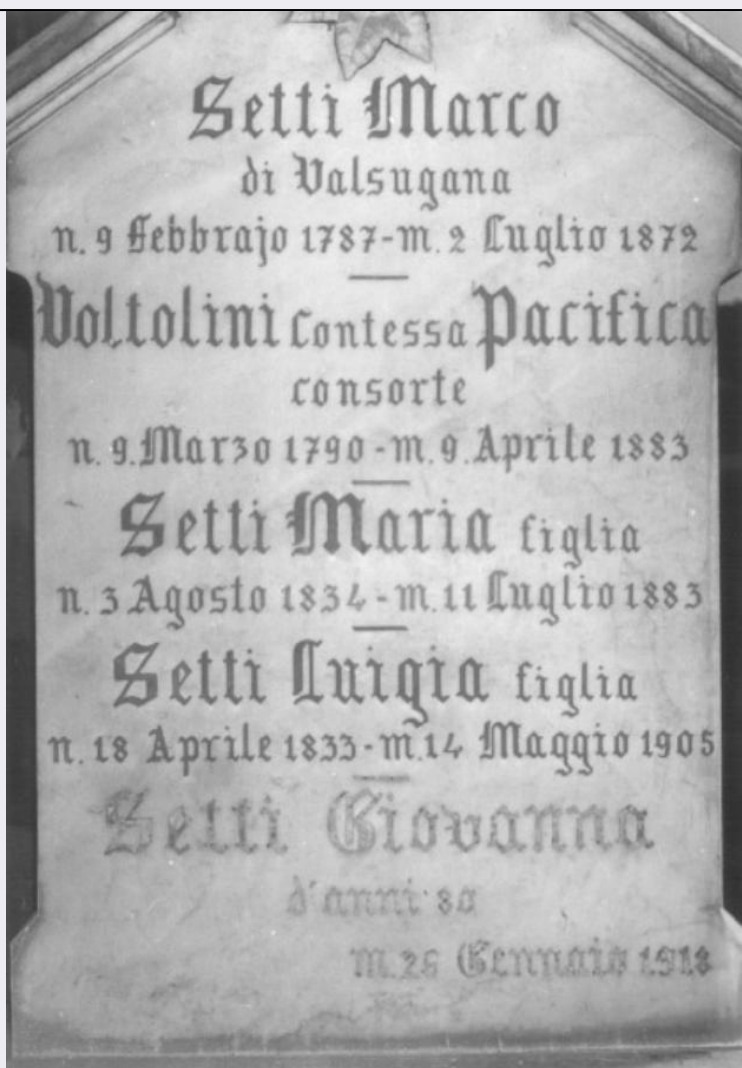 Setti Marco
di Valsugana
n. 9 Febbrajo 1787-m. 2 Luglio 1872
Voltolini Contessa Pacifica
consorte
n. 9. Marzo 1790 - m. 9. Aprile 1883
Setti Maria figlia
n. 3 Agosto 1834 - m. 11 Luglio 1883
Setti Luigia figlia
n. 18 Aprile 1833 - m. 14 Maggio 1905
Setti Giovanna
d'anni 80
m. 26 Gennaio 1918